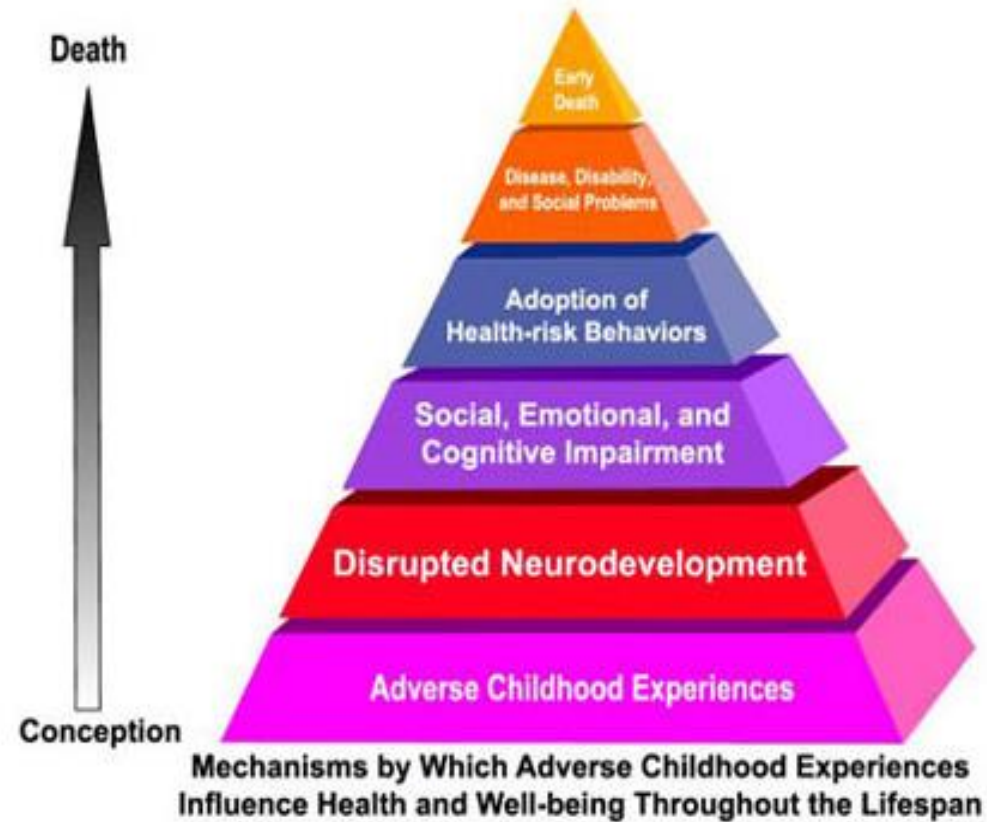 Death
Early
Death
Disease, Disability,
and Social Problems
Adoption of
Health-risk Behaviors
Social, Emotional, and
Cognitive Impairment
Disrupted Neurodevelopment
Adverse Childhood Experiences
Conception
Mechanisms by Which Adverse Childhood Experiences
Influence Health and Well-being Throughout the Lifespan